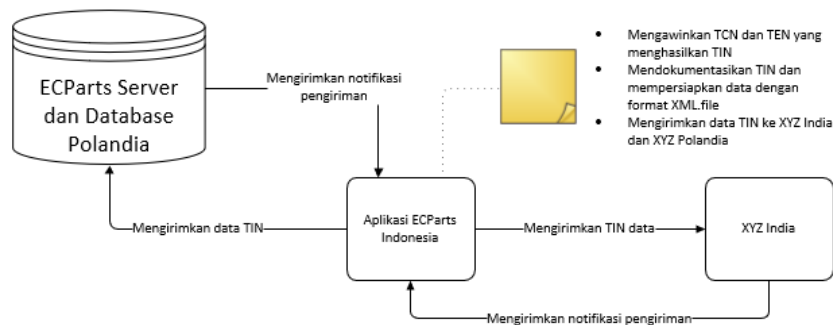 ECParts Server
dan Database
Polandia
Mengirimkan notifikasi
pengiriman
• Mengawinkan TCN dan TEN yang
menghasilkan TIN
• Mendokumentasikan TIN dan
mempersiapkan data dengan
format XML.file
• Mengirimkan data TIN ke XYZ India
dan XYZ Polandia
Mengirimkan data TIN
Aplikasi ECParts
Indonesia
Mengirimkan TIN data
XYZ India
Mengirimkan notifikasi pengiriman